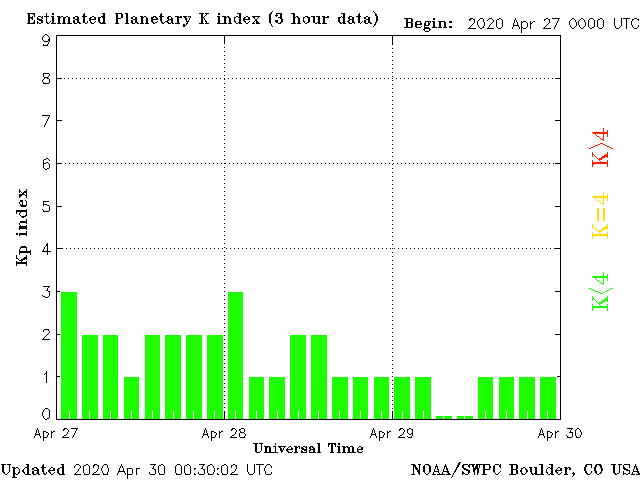 Estimated Planetary K index (3 hour data)
Begin: 2020 Apr 27 0000 UTC
9
8
7
6
5
4
3
2
1
0
Kp index
Apr 27
Apr 28
Apr 29
Apr 30
Universal Time
K>4
K=4
K<4
Updated 2020 Apr 30 00:30:02 UTC
NOAA/SWPC Boulder, CO USA